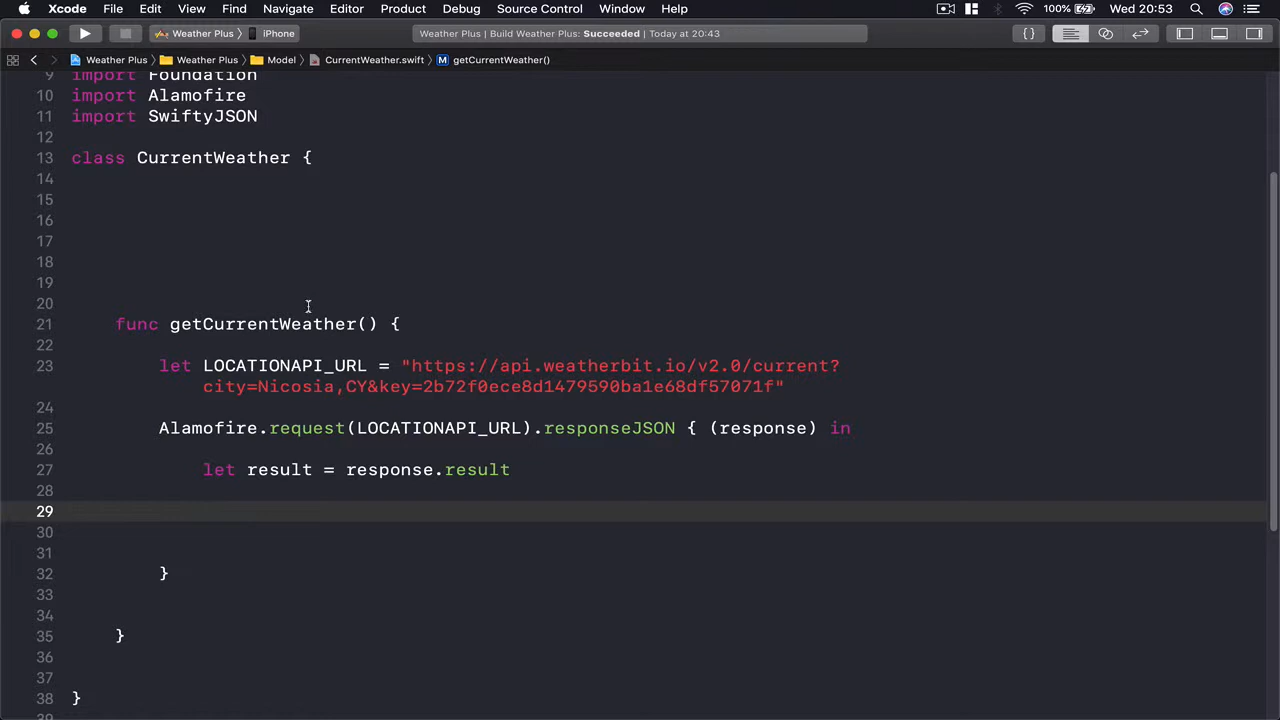 Xcode File Edit View Find Navigate Editor Product Debug Source Control Window Help 100% Wed 20:53
Weather Plus iPhone Weather Plus | Build Weather Plus: Succeeded | Today at 20:43 {}
Weather Plus Weather Plus Model CurrentWeather.swift M getCurrentWeather()
9 import Foundation
10 import Alamofire
11 import SwiftyJSON
12
13 class CurrentWeather {
14
15
16
17
18
19
20
21 func getCurrentWeather() {
22
23 let LOCATIONAPI_URL = "https://api.weatherbit.io/v2.0/current?
city=Nicosia,CY&key=2b72f0ece8d1479590ba1e68df57071f"
24
25 Alamofire.request(LOCATIONAPI_URL).responseJSON { (response) in
26
27 let result = response.result
28
29
30
31
32 }
33
34
35 }
36
37
38 }
39